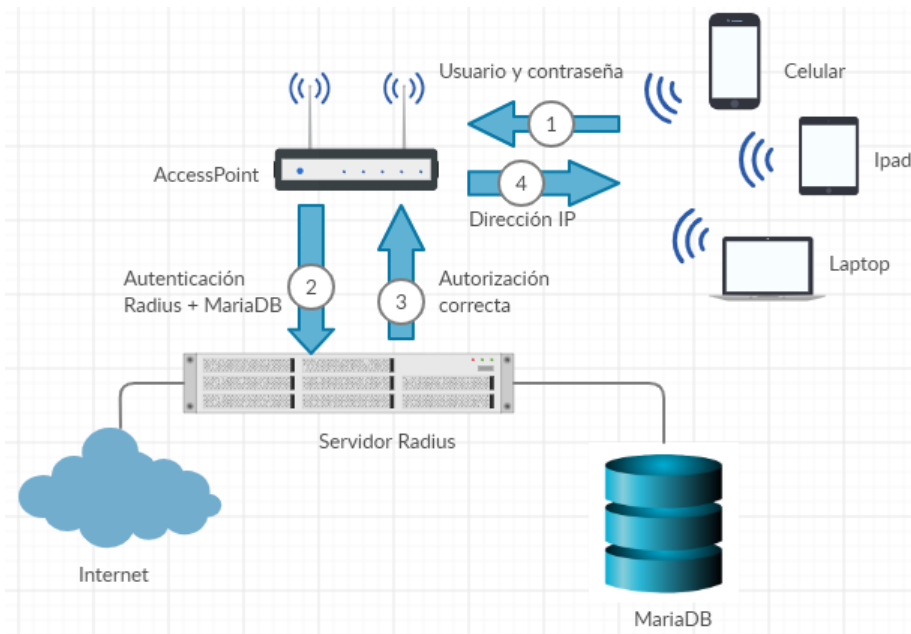 Usuario y contraseña
Celular
1
AccessPoint
Ipad
4
Dirección IP
Laptop
Autenticación
Radius + MariaDB
2
3
Autorización
correcta
Servidor Radius
Internet
MariaDB